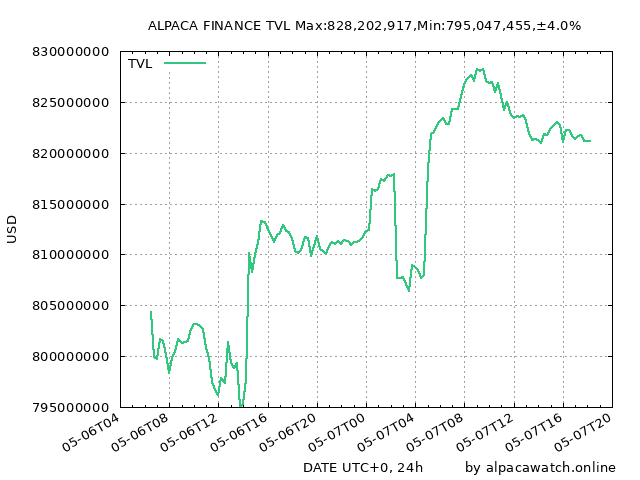 ALPACA FINANCE TVL Max:828,202,917,Min:795,047,455,±4.0%
TVL
830000000
825000000
820000000
815000000
810000000
805000000
800000000
795000000
USD
05-06T04
05-06T08
05-06T12
05-06T16
05-06T20
05-07T00
05-07T04
05-07T08
05-07T12
05-07T16
05-07T20
DATE UTC+0, 24h
by alpacawatch.online